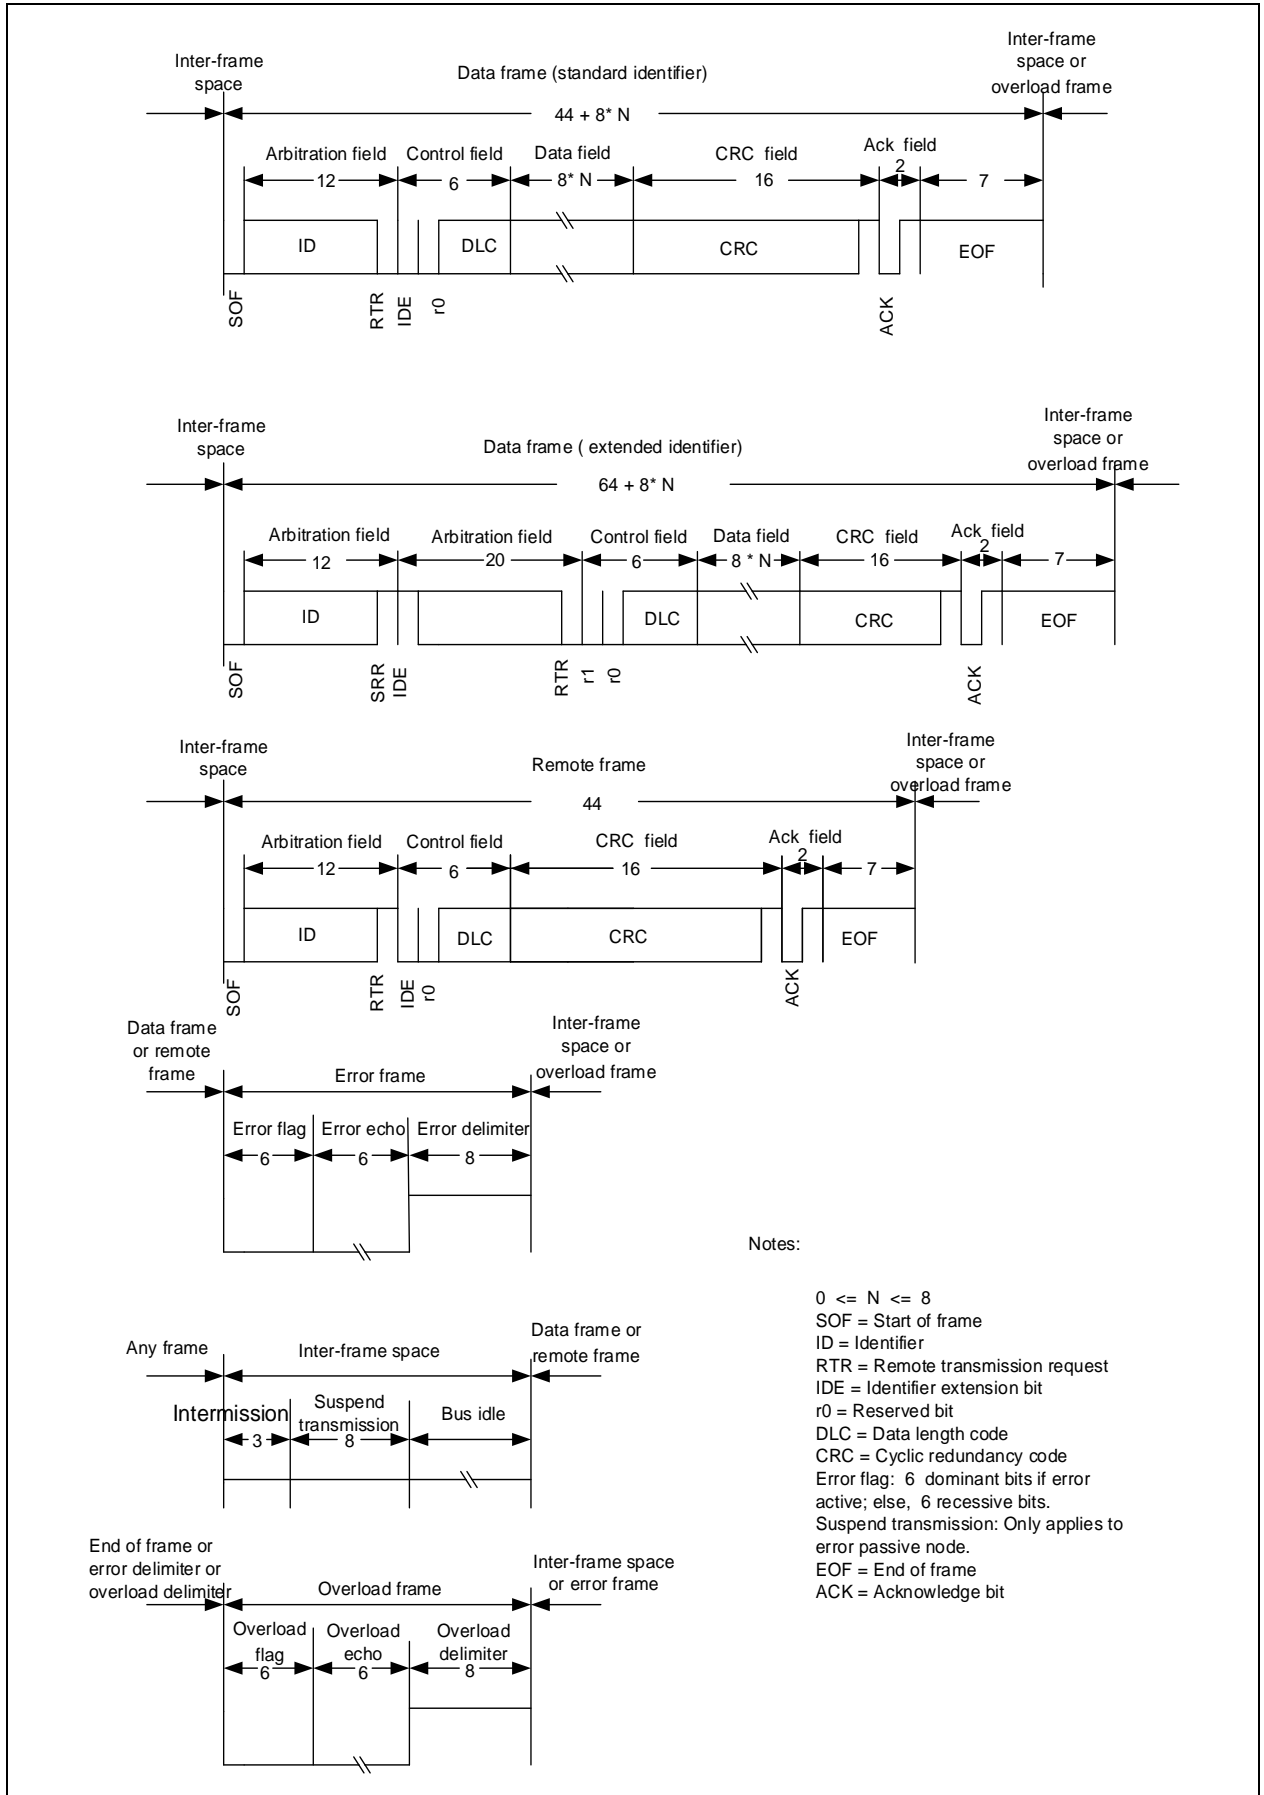 Inter-frame
space
Data frame (standard identifier)
Inter-frame
space or
overload frame
44 + 8* N
Arbitration field
Control field
Data field
CRC field
Ack field
12
6
8* N
16
2
7
ID
DLC
CRC
EOF
SOF
RTR
IDE
r0
ACK
Inter-frame
space
Data frame ( extended identifier)
Inter-frame
space or
overload frame
64 + 8* N
Arbitration field
Arbitration field
Control field
Data field
CRC field
Ack field
12
20
6
8 * N
16
2
7
ID
DLC
CRC
EOF
SOF
SRR
IDE
RTR
r1
r0
ACK
Inter-frame
space
Remote frame
Inter-frame
space or
overload frame
44
Arbitration field
Control field
CRC field
Ack field
12
6
16
2
7
ID
DLC
CRC
EOF
SOF
RTR
IDE
r0
ACK
Data frame
or remote
frame
Error frame
Inter-frame
space or
overload frame
Error flag
Error echo
Error delimiter
6
6
8
Any frame
Inter-frame space
Data frame or
remote frame
Intermission
Suspend
transmission
Bus idle
3
8
End of frame or
error delimiter or
overload delimiter
Overload frame
Inter-frame space
or error frame
Overload
flag
Overload
echo
Overload
delimiter
6
6
8
Notes:
0 <= N <= 8
SOF = Start of frame
ID = Identifier
RTR = Remote transmission request
IDE = Identifier extension bit
r0 = Reserved bit
DLC = Data length code
CRC = Cyclic redundancy code
Error flag: 6 dominant bits if error
active; else, 6 recessive bits.
Suspend transmission: Only applies to
error passive node.
EOF = End of frame
ACK = Acknowledge bit